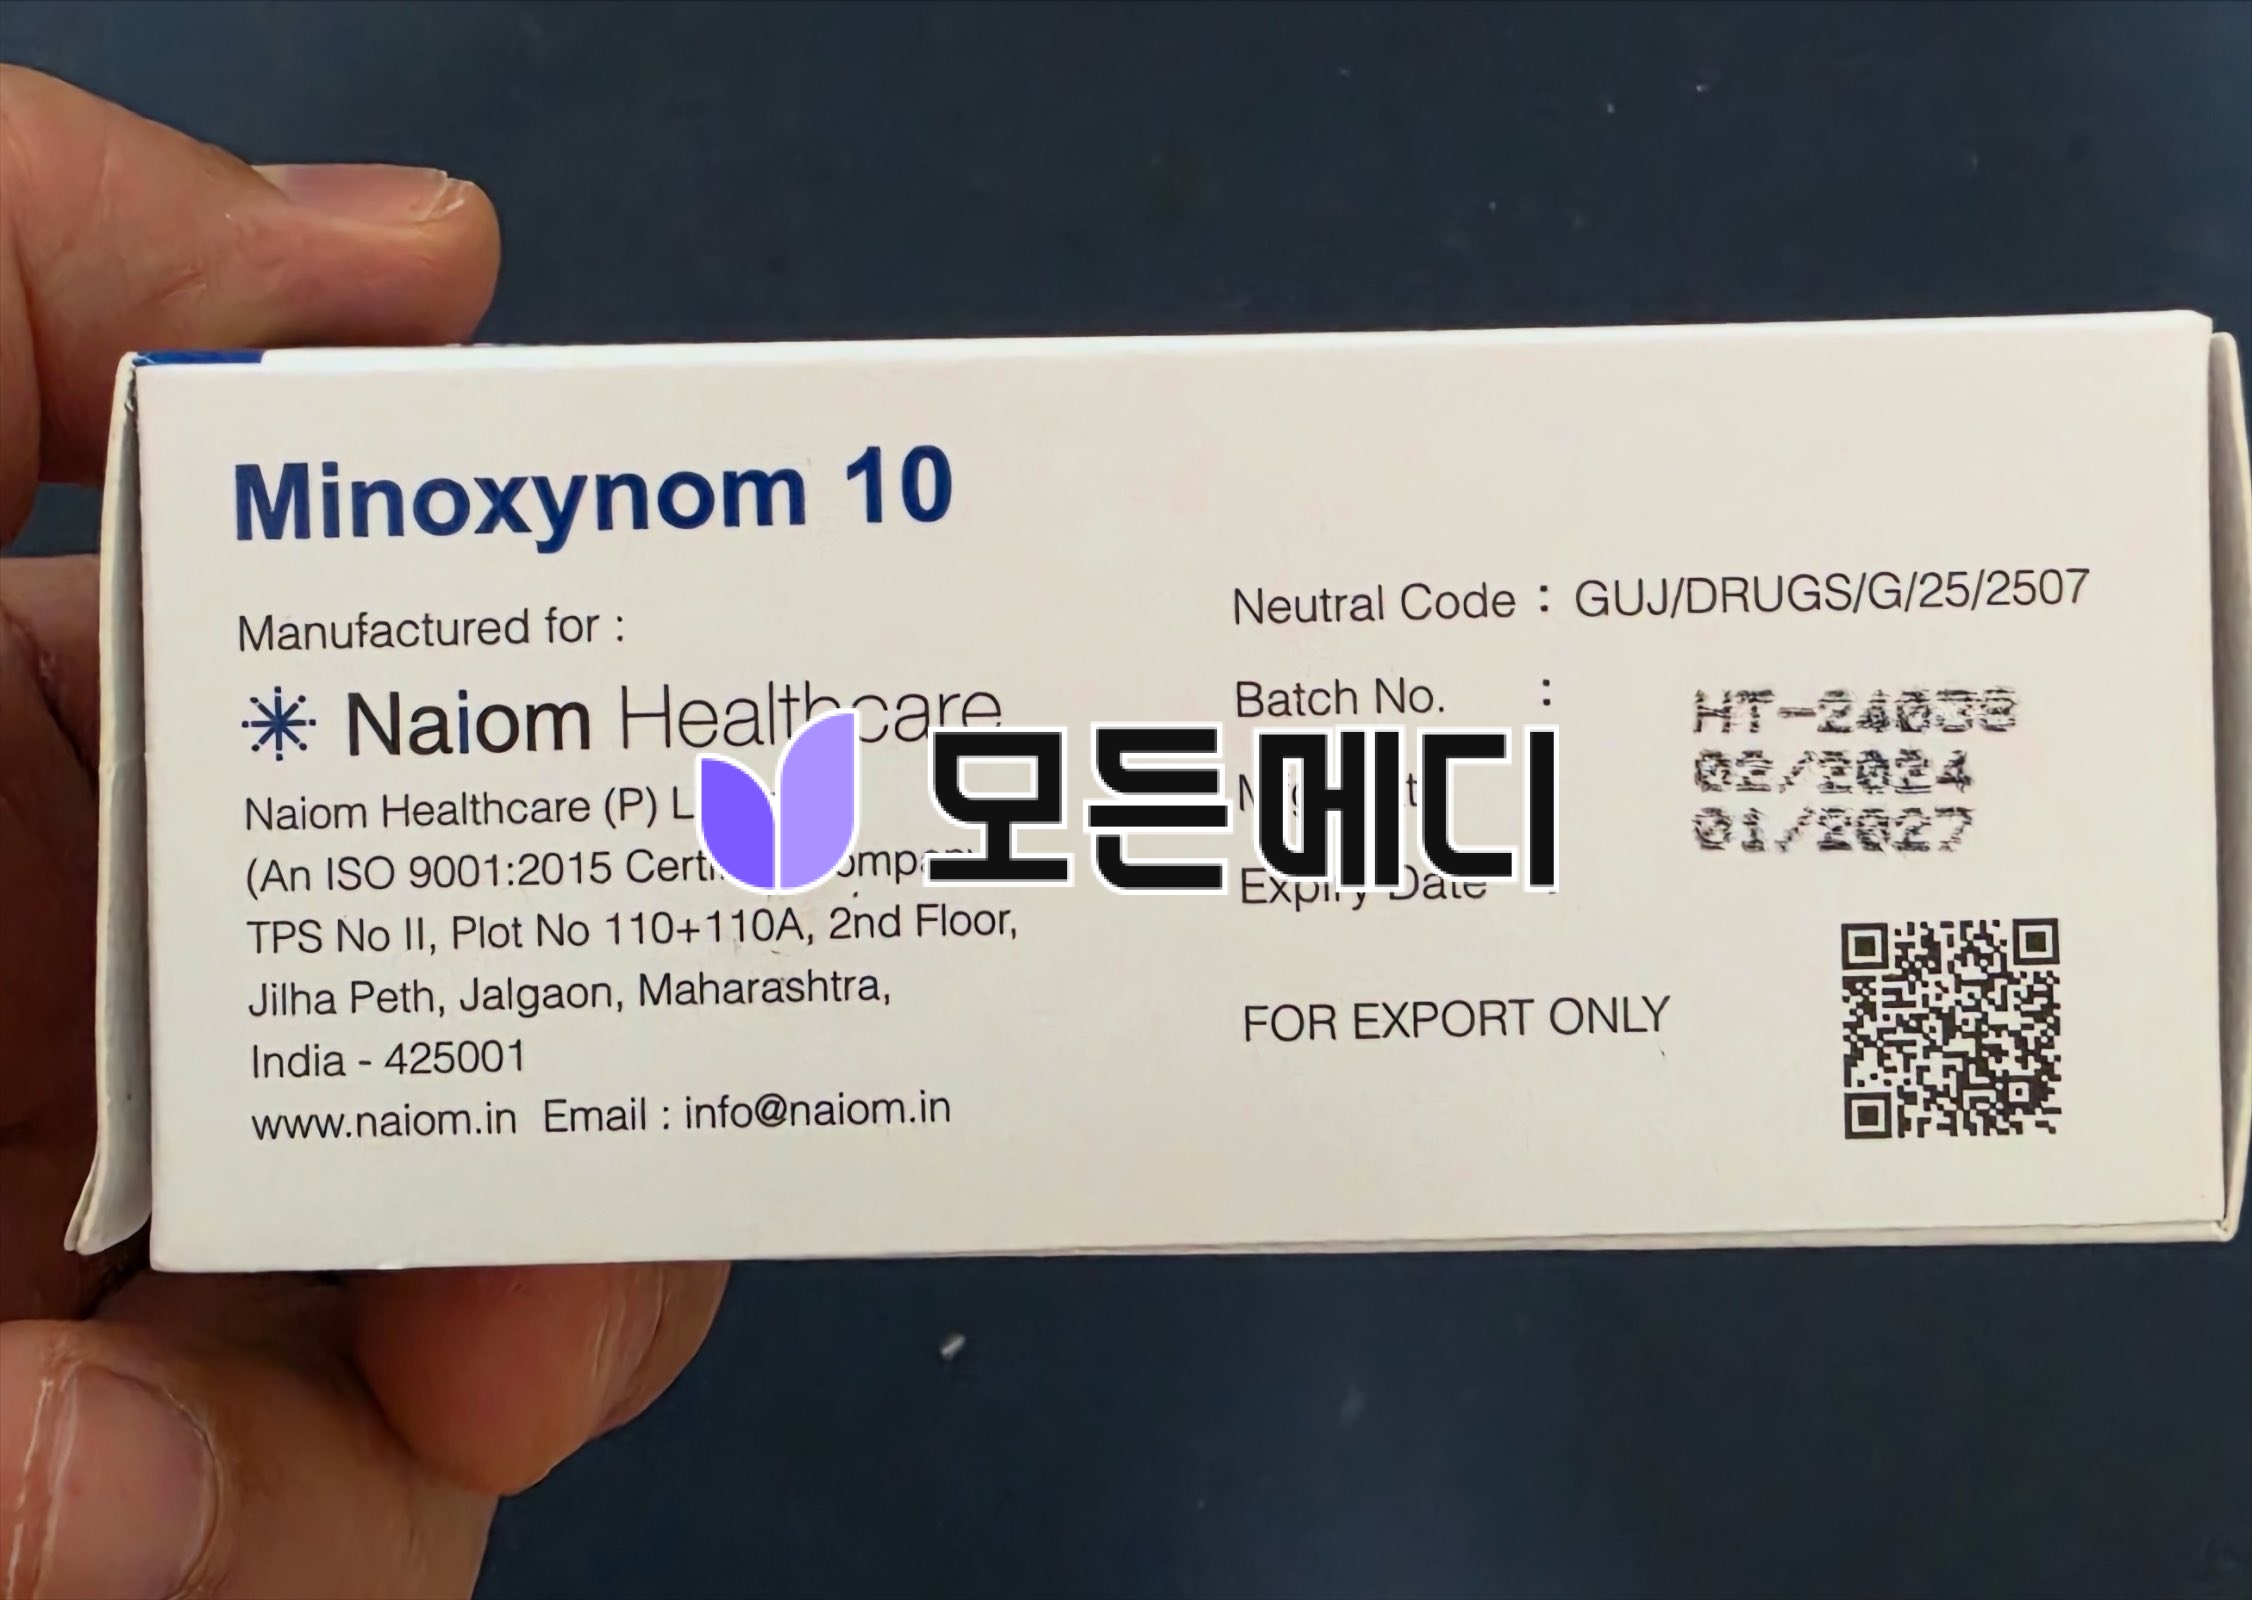 Minoxynom 10
Manufactured for :
Naiom Healthcare
Naiom Healthcare (P)
(An ISO 9001:2015
TPS No II, Plot No 110+110A, 2nd Floor,
Jilha Peth, Jalgaon, Maharashtra,
India - 425001
www.naiom.in Email : info@naiom.in
Neutral Code : GUJ/DRUGS/G/25/2507
Batch No. :
02/2024
Expiry Date : 01/2027
FOR EXPORT ONLY
모든메디